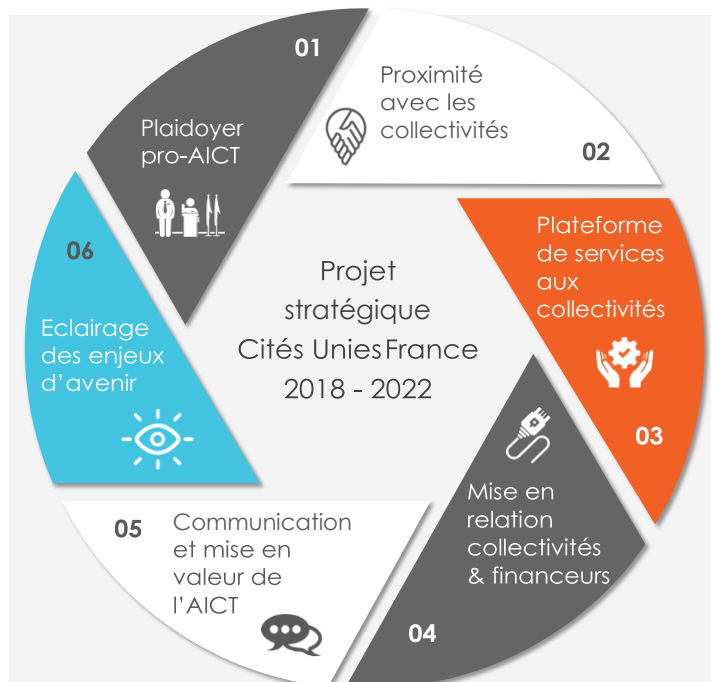 01
Plaidoyer
pro-AICT
Proximité
avec les
collectivités
02
Plateforme
de services
aux
collectivités
03
Mise en
relation
collectivités
& financeurs
04
05
Communication
et mise en
valeur de
l'AICT
06
Eclairage
des enjeux
d'avenir
Projet
stratégique
Cités Unies France
2018 - 2022